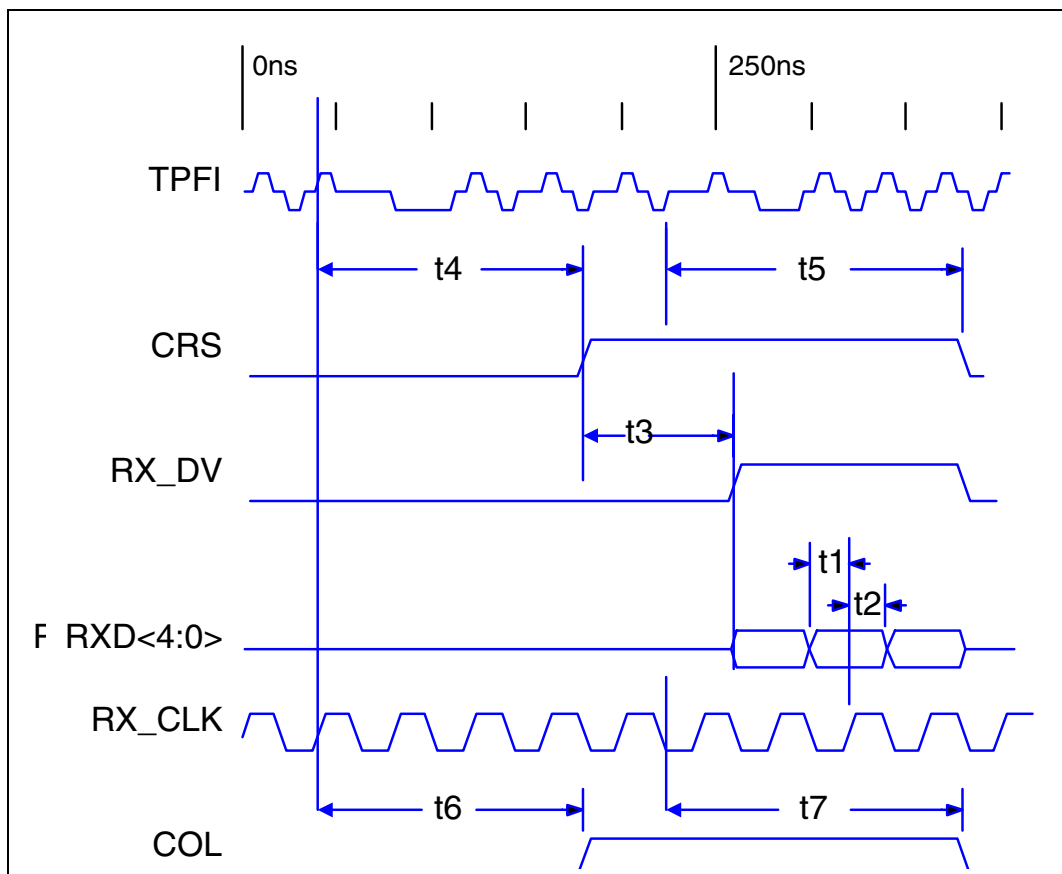 0ns 250ns
TPFI
t4 t5
CRS
t3
RX_DV
t1
t2
RXD<4:0>
RX_CLK
t6 t7
COL